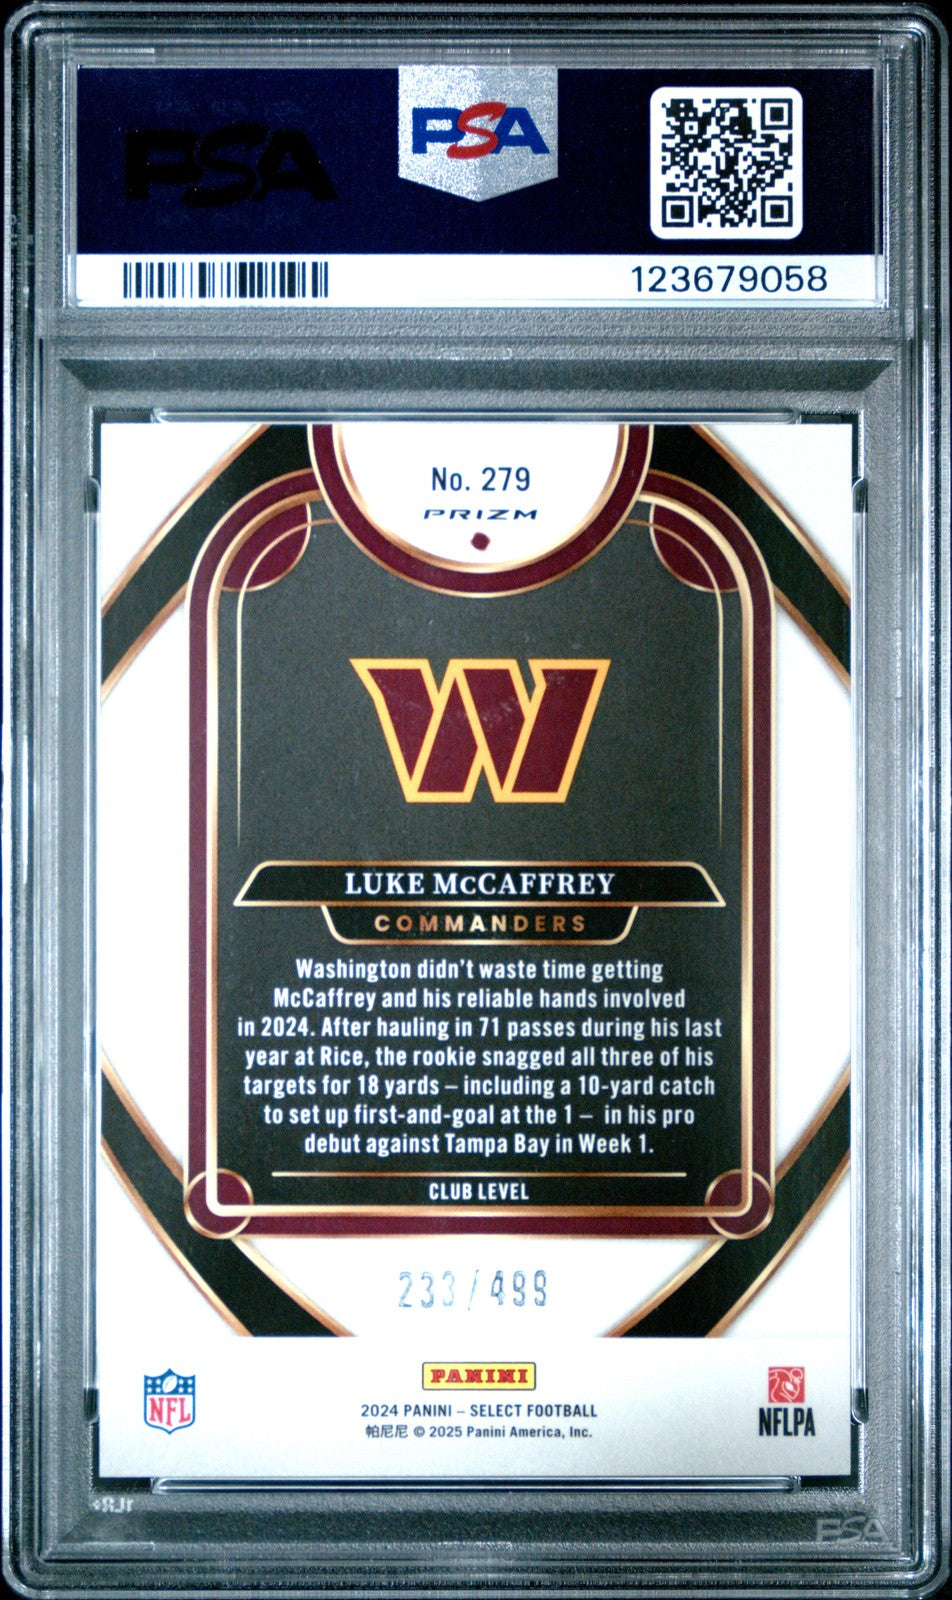 PSA
PSA
123679058
No. 279
PRIZM
W
LUKE McCAFFREY
COMMANDERS
Washington didn't waste time getting
McCaffrey and his reliable hands involved
in 2024. After hauling in 71 passes during his last
year at Rice, the rookie snagged all three of his
targets for 18 yards – including a 10-yard catch
to set up first-and-goal at the 1 – in his pro
debut against Tampa Bay in Week 1.
CLUB LEVEL
233/499
NFL
PANINI
NFLPA
2024 PANINI – SELECT FOOTBALL
帕尼尼 © 2025 Panini America, Inc.
PSA